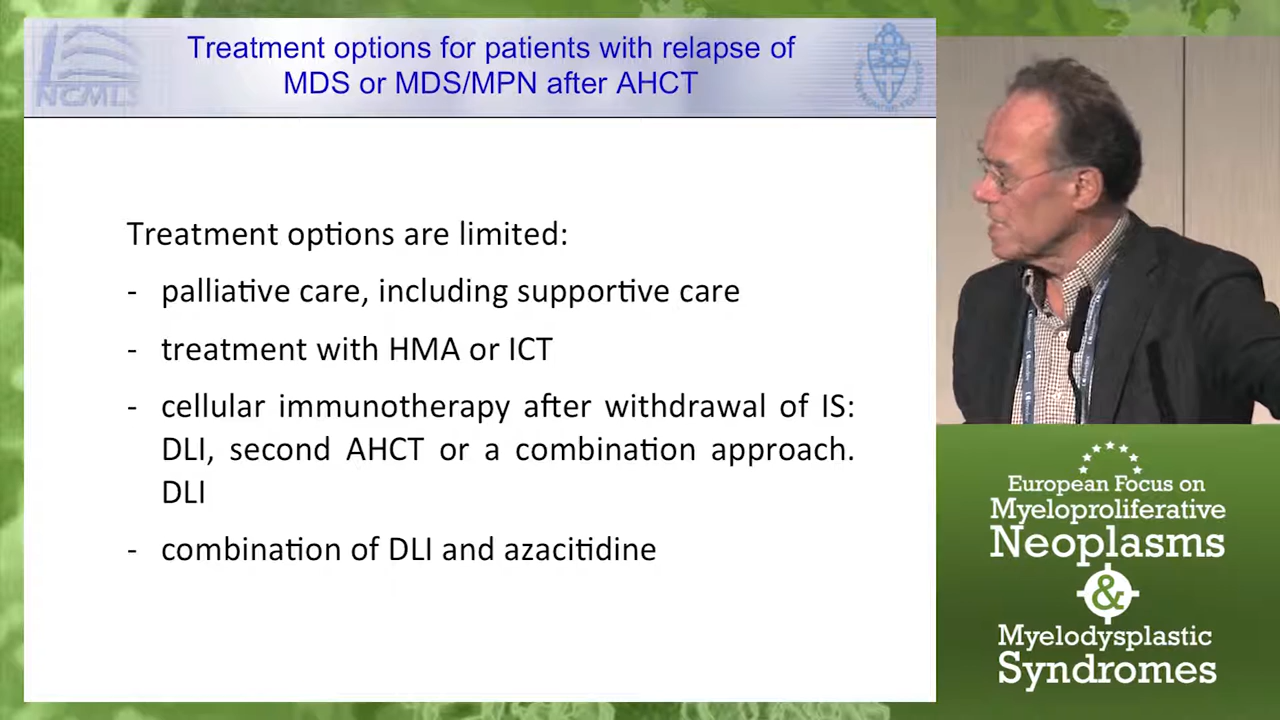 NCMLS
Treatment options for patients with relapse of
MDS or MDS/MPN after AHCT
Treatment options are limited:
- palliative care, including supportive care
- treatment with HMA or ICT
- cellular immunotherapy after withdrawal of IS:
DLI, second AHCT or a combination approach.
DLI
- combination of DLI and azacitidine
European Focus on
Myeloproliferative
Neoplasms
&
Myelodysplastic
Syndromes